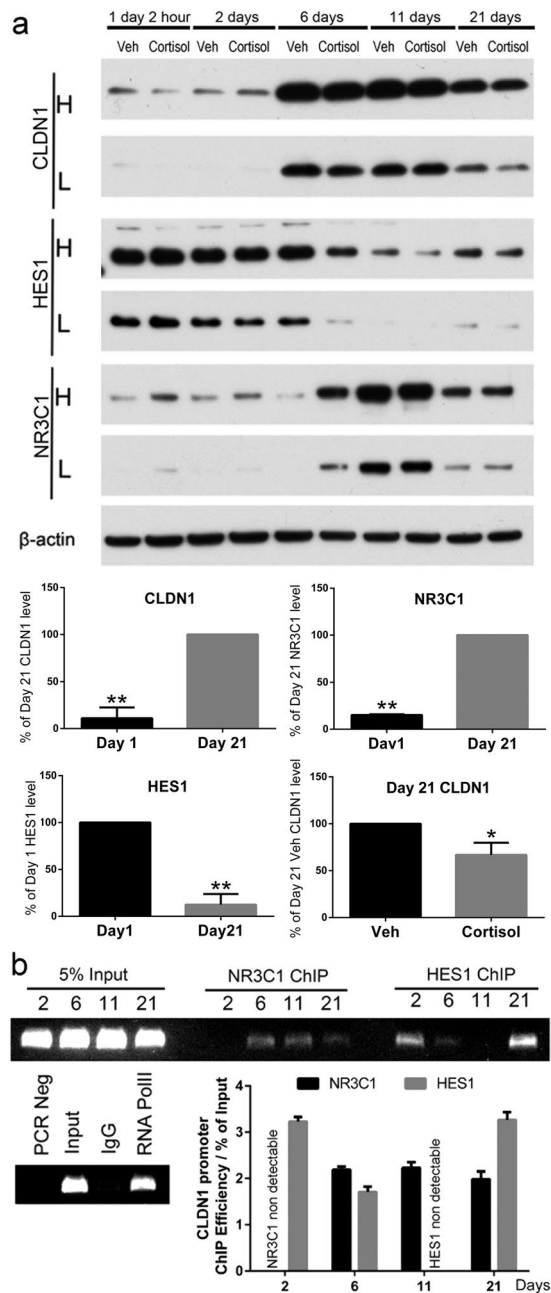 a
1 day 2 hour 2 days 6 days 11 days 21 days
Veh Cortisol Veh Cortisol Veh Cortisol Veh Cortisol Veh Cortisol
CLDN1
H
L
HES1
H
L
NR3C1
H
L
β-actin
CLDN1
% of Day 21 CLDN1 level
150
100
50
0
Day 1 Day 21
**
NR3C1
% of Day 21 NR3C1 level
150
100
50
0
Dav1 Day 21
**
HES1
% of Day 1 HES1 level
150
100
50
0
Day1 Day21
**
Day 21 CLDN1
% of Day 21 Veh CLDN1 level
150
100
50
0
Veh Cortisol
*
b
5% Input NR3C1 ChIP HES1 ChIP
2 6 11 21 2 6 11 21 2 6 11 21
PCR Neg
Input
IgG
RNA PolII
NR3C1 HES1
CLDN1 promoter
ChIP Efficiency / % of Input
4
3
2
1
0
NR3C1 non detectable
HES1 non detectable
2 6 11 21 Days